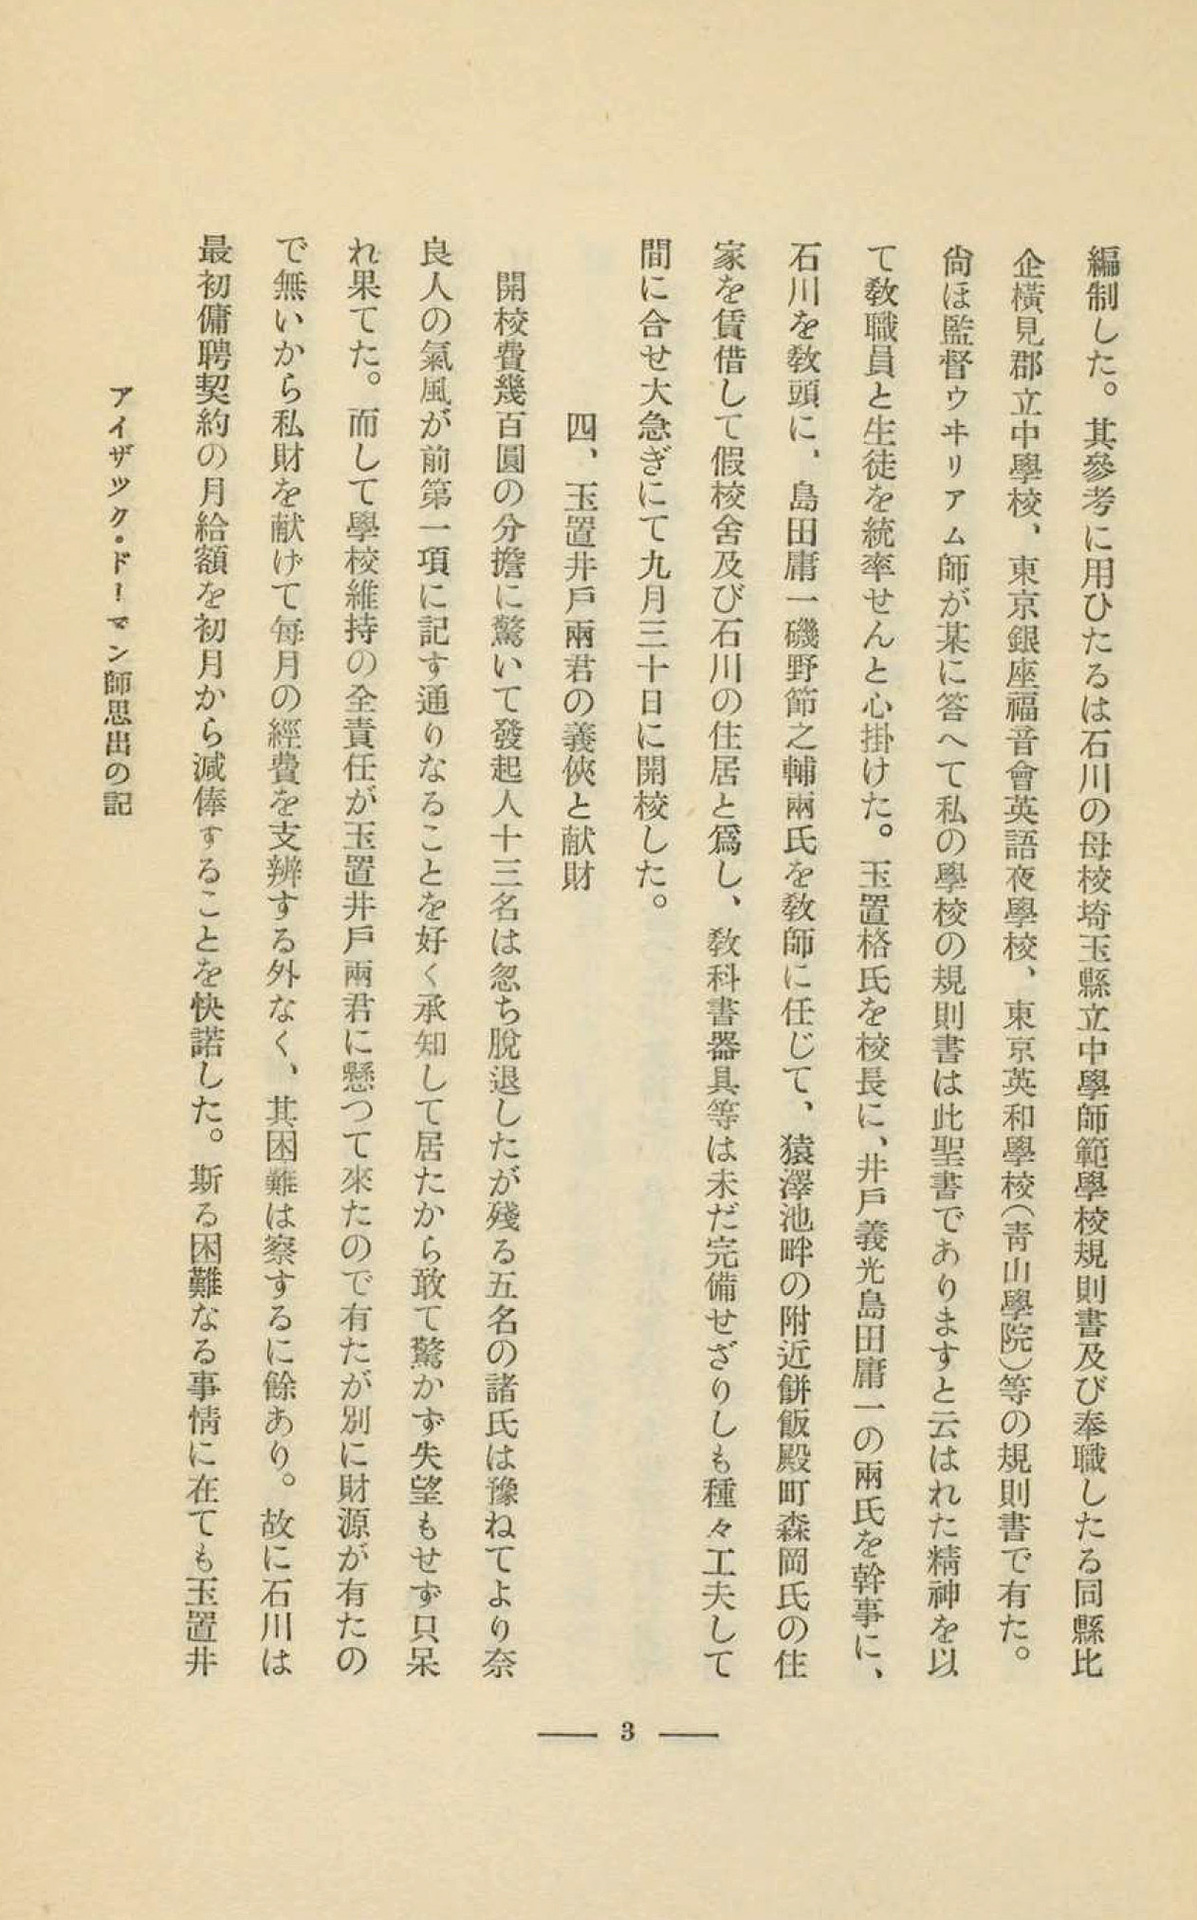 編制した。其參考に用ひたるは石川の母校埼玉縣立中學師範學校規則書及び奉職したる同縣比
企横見郡立中學校、東京銀座福音會英語夜學校、東京英和學校(靑山學院)等の規則書で有た。
尙ほ監督ウヰリアム師が某に答へて私の學校の規則書は此聖書でありますと云はれた精神を以
て敎職員と生徒を統率せんと心掛けた。玉置格氏を校長に、井戶義光島田庸一の兩氏を幹事に、
石川を敎頭に、島田庸一磯野節之輔兩氏を敎師に任じて、猿澤池畔の附近餠飯殿町森岡氏の住
家を賃借して假校舍及び石川の住居と爲し、敎科書器具等は未だ完備せざりしも種々工夫して
間に合せ大急ぎにて九月三十日に開校した。
四、玉置井戶兩君の義俠と献財
開校費幾百圓の分擔に驚いて發起人十三名は忽ち脫退したが殘る五名の諸氏は豫ねてより奈
良人の氣風が前第一項に記す通りなることを好く承知して居たから敢て驚かず失望もせず只呆
れ果てた。而して學校維持の全責任が玉置井戶兩君に懸つて來たので有たが別に財源が有たの
で無いから私財を献げて每月の經費を支辨する外なく、其困難は察するに餘あり。故に石川は
最初傭聘契約の月給額を初月から減俸することを快諾した。斯る困難なる事情に在ても玉置井
アイザック・ドーマン師思出の記
3